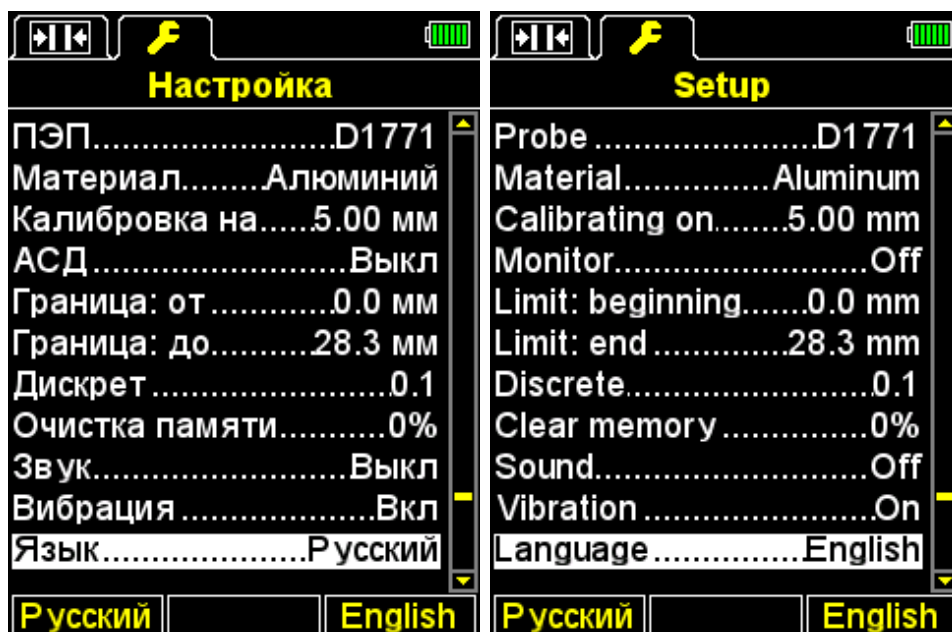 Настройка
ПЭП........................D1771
Материал........Алюминий
Калибровка на......5.00 мм
АСД.........................Выкл
Граница: от............0.0 мм
Граница: до..........28.3 мм
Дискрет.......................0.1
Очистка памяти...........0%
Звук.........................Выкл
Вибрация...................Вкл
Язык....................Русский
Русский
English
Setup
Probe......................D1771
Material...............Aluminum
Calibrating on.......5.00 mm
Monitor.........................Off
Limit: beginning.......0.0 mm
Limit: end.............28.3 mm
Discrete........................0.1
Clear memory..............0%
Sound...........................Off
Vibration.......................On
Language...............English
Русский
English